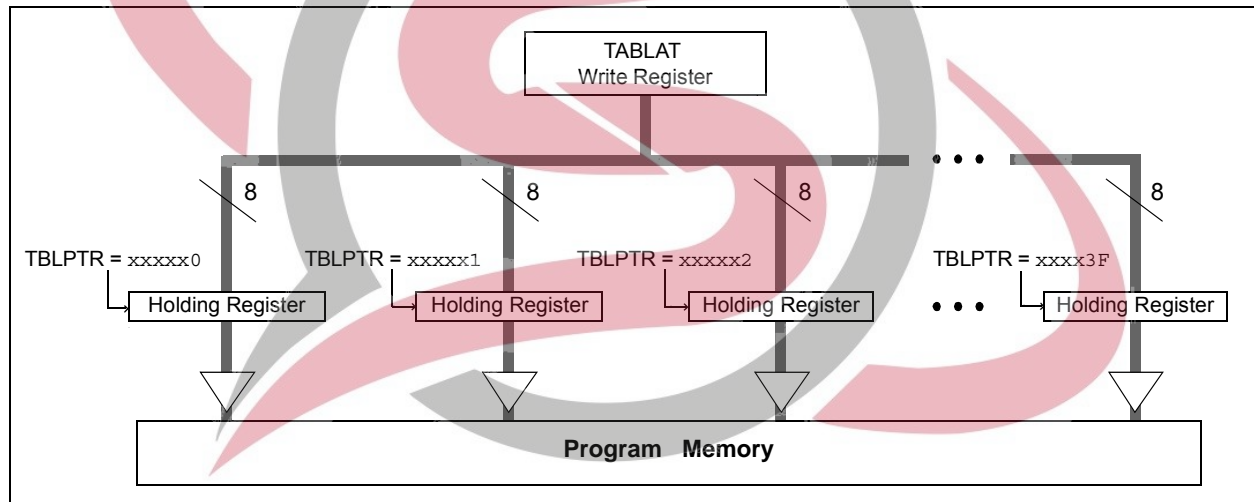 TABLAT
Write Register
8 8 8 8
TBLPTR = xxxxx0 TBLPTR = xxxxx1 TBLPTR = xxxxx2 TBLPTR = xxxx3F
Holding Register Holding Register Holding Register Holding Register
Program Memory